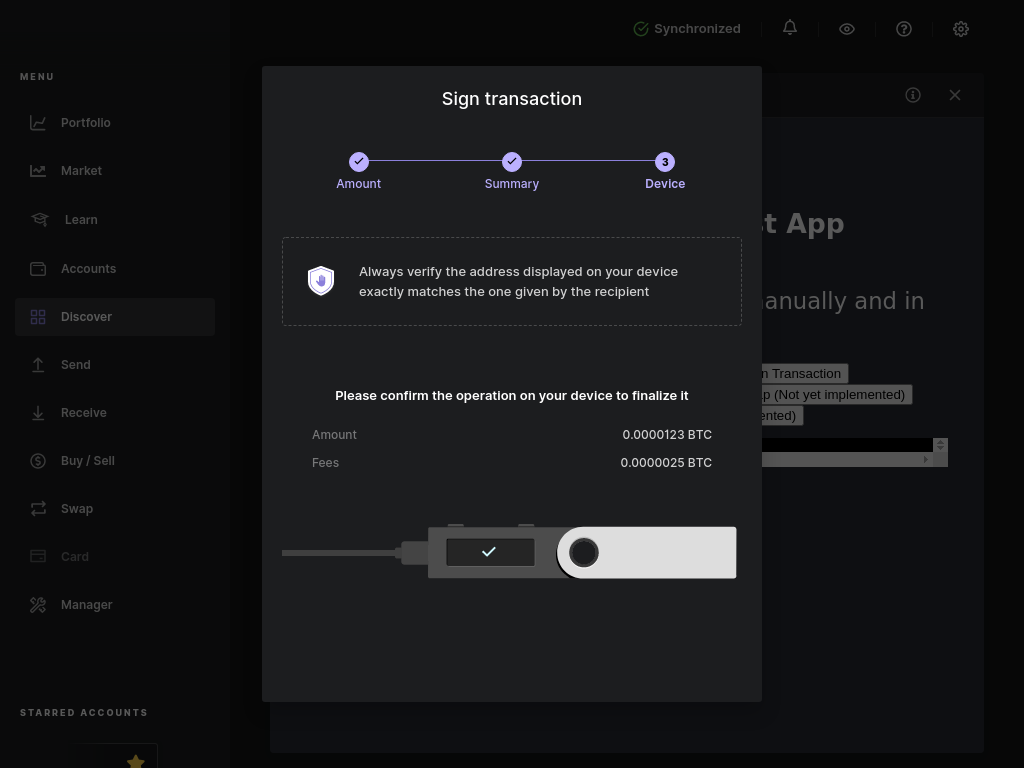 Synchronized
MENU
Portfolio
Market
Learn
Accounts
Discover
Send
Receive
Buy / Sell
Swap
Card
Manager
STARRED ACCOUNTS
Sign transaction
3
Amount
Summary
Device
Always verify the address displayed on your device
exactly matches the one given by the recipient
Please confirm the operation on your device to finalize it
Amount
0.0000123 BTC
Fees
0.0000025 BTC
App
and in
Transaction
(Not yet implemented)